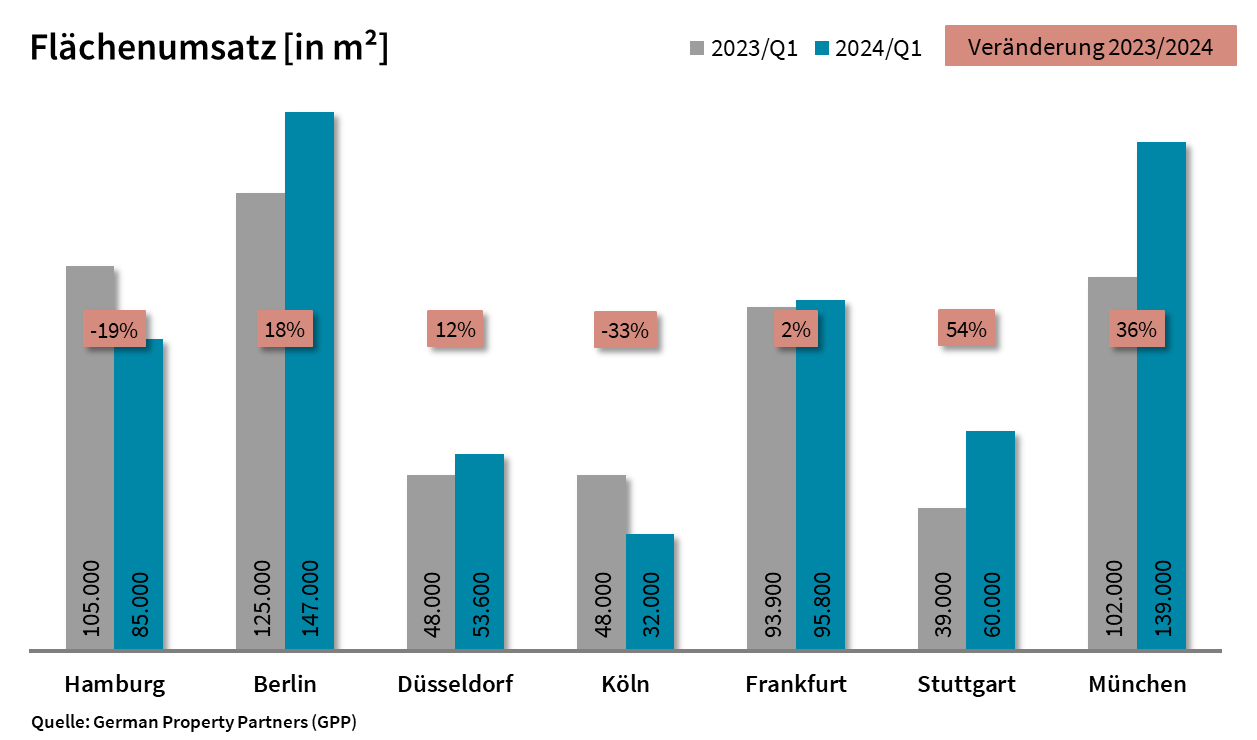 Flächenumsatz [in m²]
2023/Q1 2024/Q1
Veränderung 2023/2024
-19% 18% 12% -33% 2% 54% 36%
105.000 85.000 125.000 147.000 48.000 53.600 48.000 32.000 93.900 95.800 39.000 60.000 102.000 139.000
Hamburg Berlin Düsseldorf Köln Frankfurt Stuttgart München
Quelle: German Property Partners (GPP)